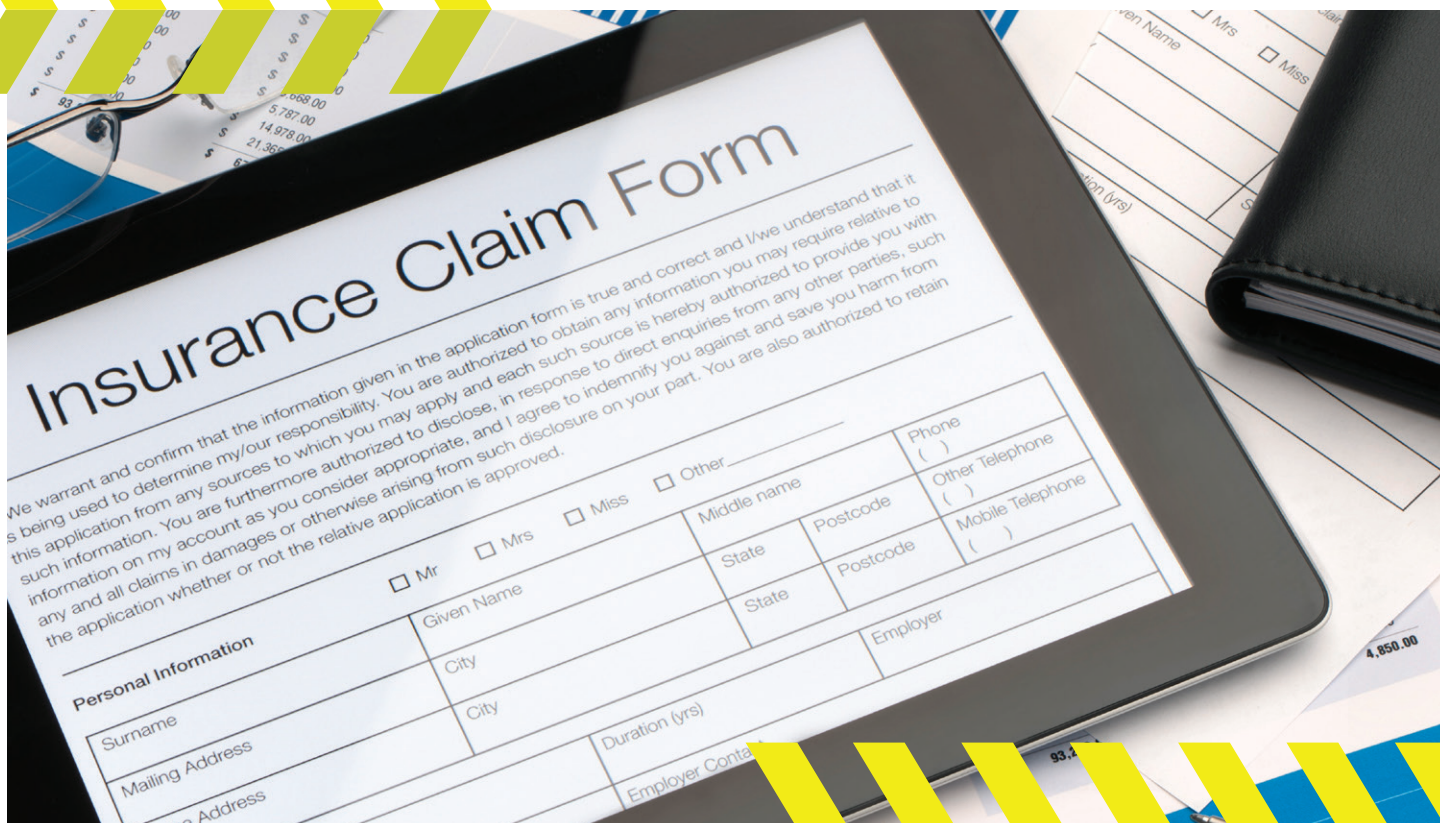 $
$
$
$
$
$
$
$
,668.00
5,787.00
14,978.00
$
en Name
Mrs
Miss
tion (yrs)
Insurance Claim Form
We warrant and confirm that the information given in the application form is true and correct and I/we understand that it
s being used to determine my/our responsibility. You are authorized to obtain any information you may require relative to
this application from any sources to which you may apply and each such source is hereby authorized to provide you with
such information. You are furthermore authorized to disclose, in response to direct enquiries from any other parties, such
information on my account as you consider appropriate, and I agree to indemnify you against and save you harm from
any and all claims in damages or otherwise arising from such disclosure on your part. You are also authorized to retain
the application whether or not the relative application is approved.
Personal Information
Mr
Mrs
Miss
Other
Surname
Given Name
Middle name
Phone
( )
Mailing Address
City
State
Postcode
Other Telephone
( )
Address
City
State
Postcode
Mobile Telephone
( )
Duration (yrs)
Employer
Employer Conta
4,850.00
93,2